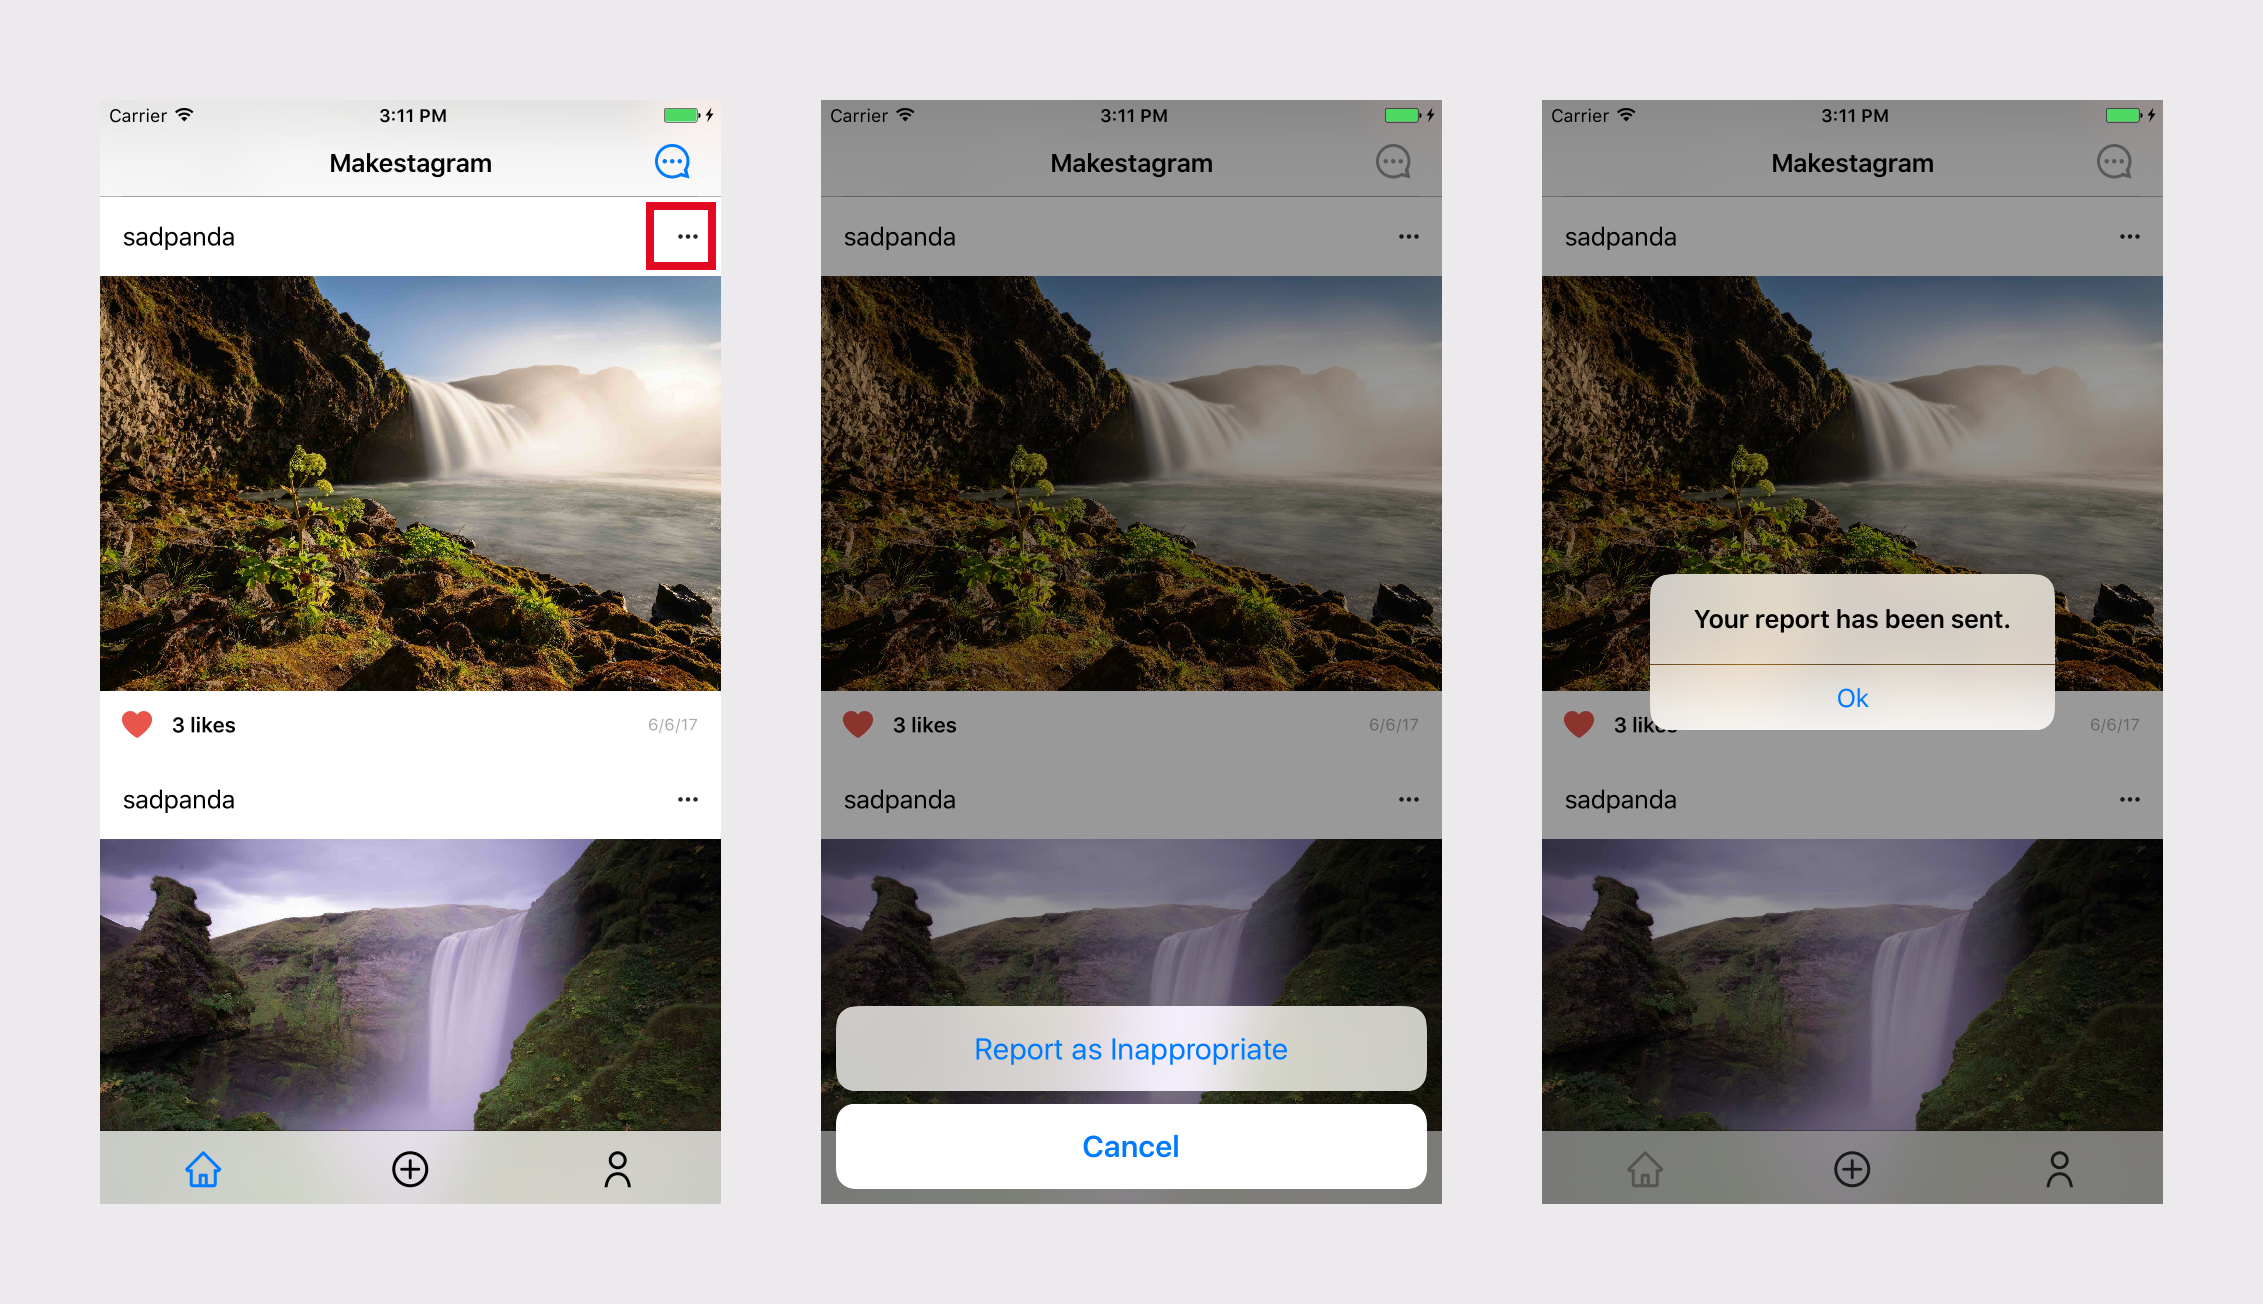 Carrier 3:11 PM
Makestagram
sadpanda
3 likes 6/6/17
sadpanda
Carrier 3:11 PM
Makestagram
sadpanda
3 likes 6/6/17
sadpanda
Report as Inappropriate
Cancel
Carrier 3:11 PM
Makestagram
sadpanda
Your report has been sent.
Ok
6/6/17
sadpanda